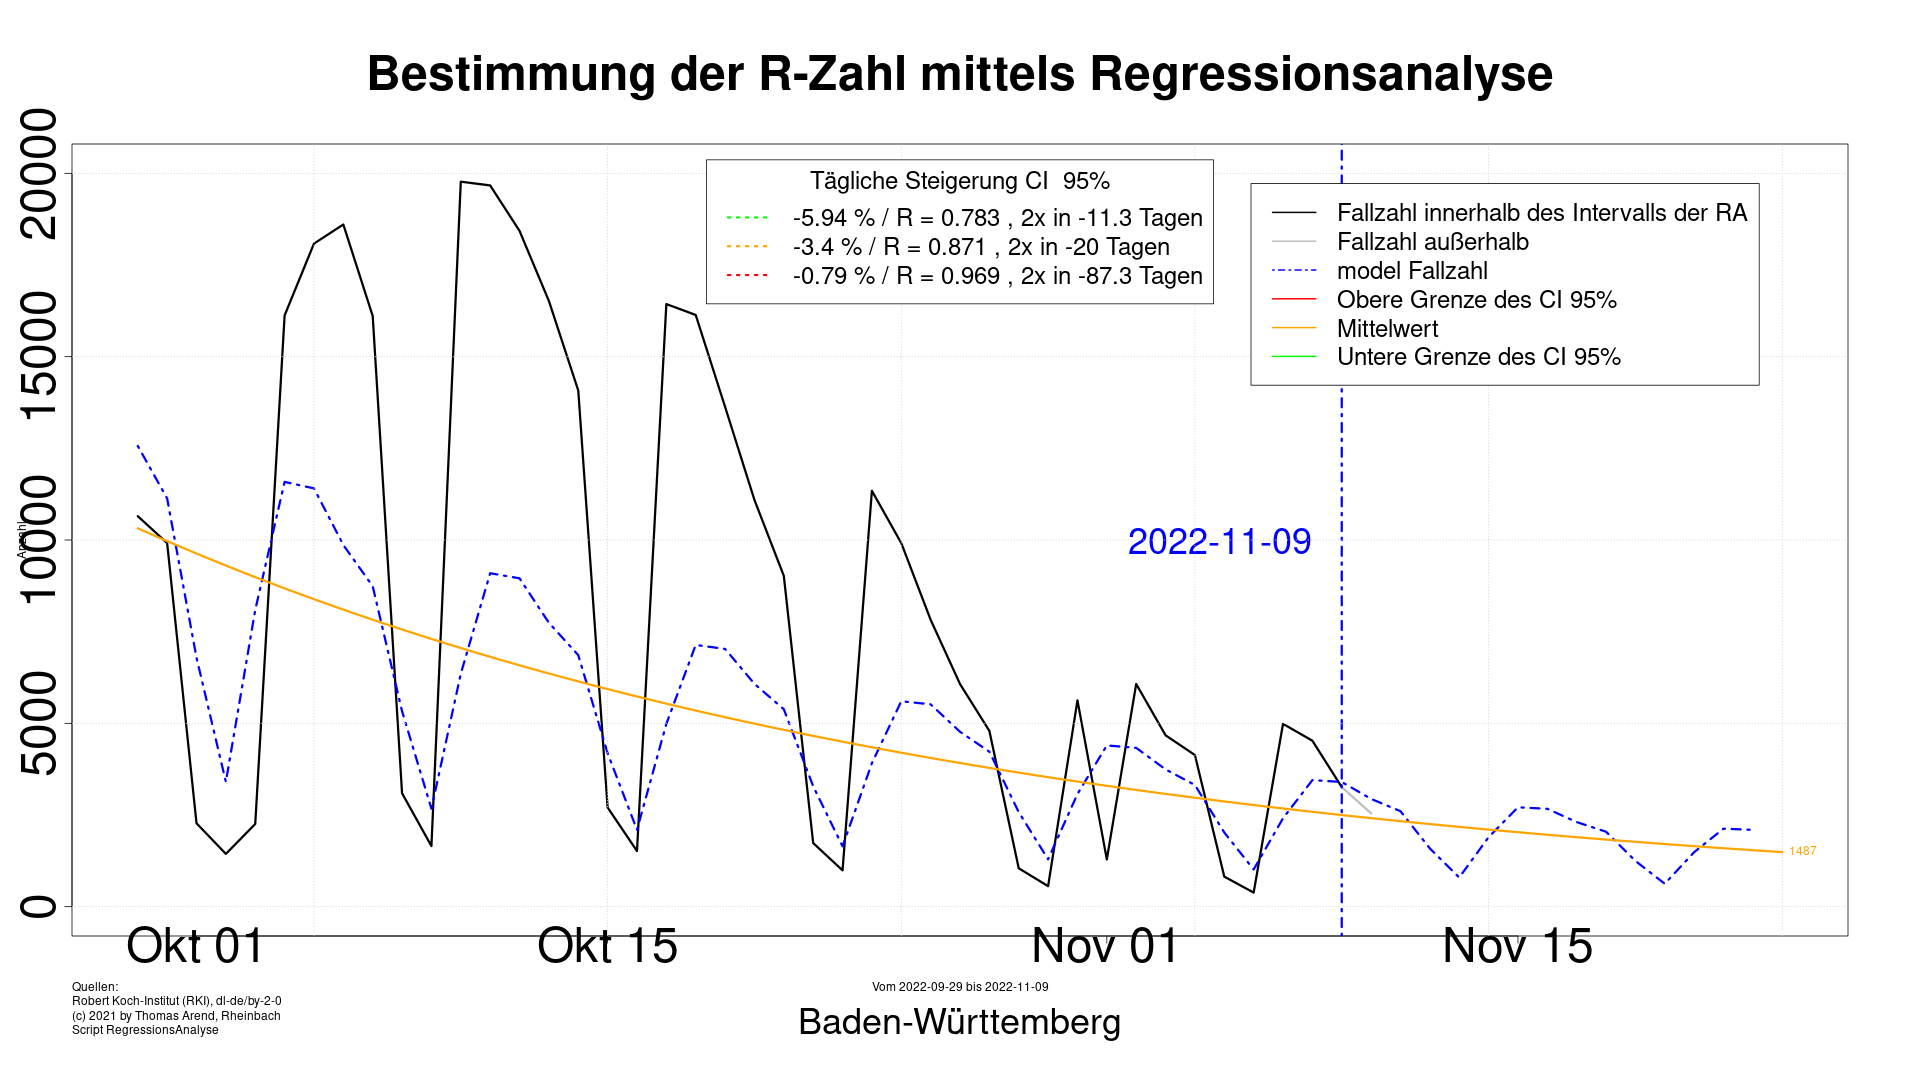 Bestimmung der R-Zahl mittels Regressionsanalyse
20000
15000
10000
5000
0
Anzahl
Tägliche Steigerung CI  95%
-5.94 % / R = 0.783 , 2x in -11.3 Tagen
-3.4 % / R = 0.871 , 2x in -20 Tagen
-0.79 % / R = 0.969 , 2x in -87.3 Tagen
Fallzahl innerhalb des Intervalls der RA
Fallzahl außerhalb
model Fallzahl
Obere Grenze des CI 95%
Mittelwert
Untere Grenze des CI 95%
2022-11-09
1487
Okt 01
Okt 15
Nov 01
Nov 15
Quellen:
Robert Koch-Institut (RKI), dl-de/by-2-0
(c) 2021 by Thomas Arend, Rheinbach
Script RegressionsAnalyse
Vom 2022-09-29 bis 2022-11-09
Baden-Württemberg